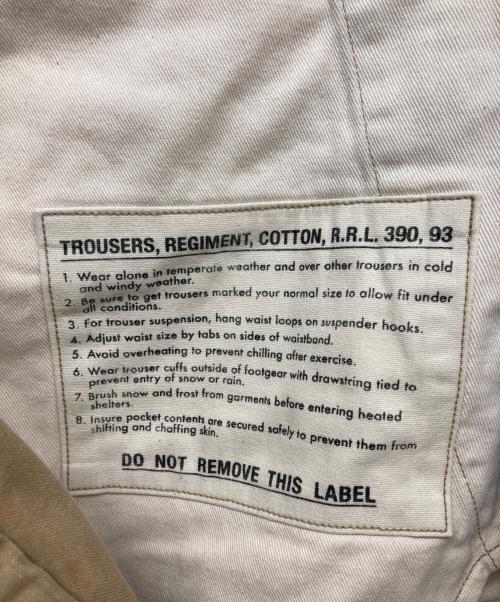 TROUSERS, REGIMENT, COTTON, R.R.L. 390, 93
1. Wear alone in temperate weather and over other trousers in cold
and windy weather.
2. Be sure to get trousers marked your normal size to allow fit under
all conditions.
3. For trouser suspension, hang waist loops on suspender hooks.
4. Adjust waist size by tabs on sides of waistband.
5. Avoid overheating to prevent chilling after exercise.
6. Wear trouser cuffs outside of footgear with drawstring tied to
prevent entry of snow or rain.
7. Brush snow and frost from garments before entering heated
shelters.
8. Insure pocket contents are secured safely to prevent them from
shifting and chaffing skin.
DO NOT REMOVE THIS LABEL